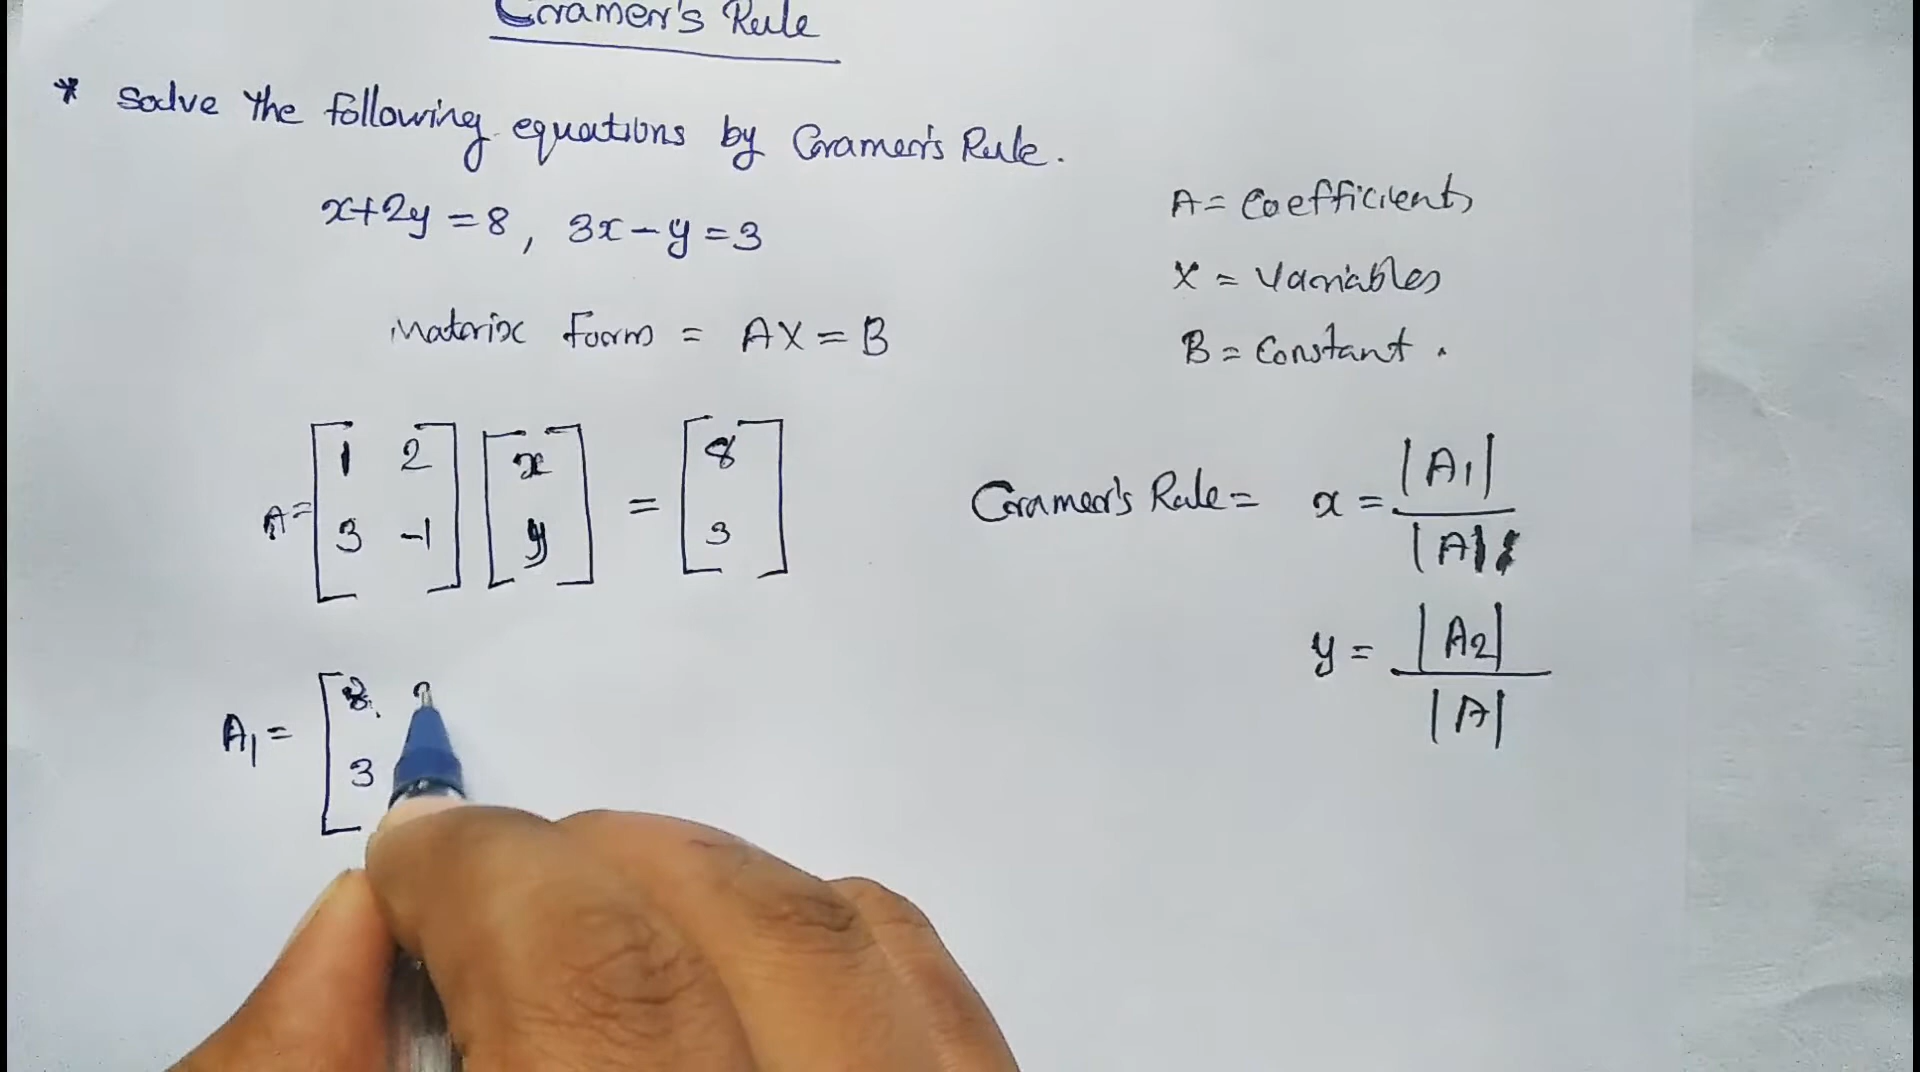 Cramer's Rule
* Solve the following equations by Cramer's Rule.
x+2y=8, 3x-y=3
A= Coefficients
X = Variables
Matrix Form = AX=B
B = Constant.
A= [1 2 [x = [8
3 -1] y] 3]
Cramer's Rule = x = |A1|
|A|
y = |A2|
|A|
A1 = [8 2
3